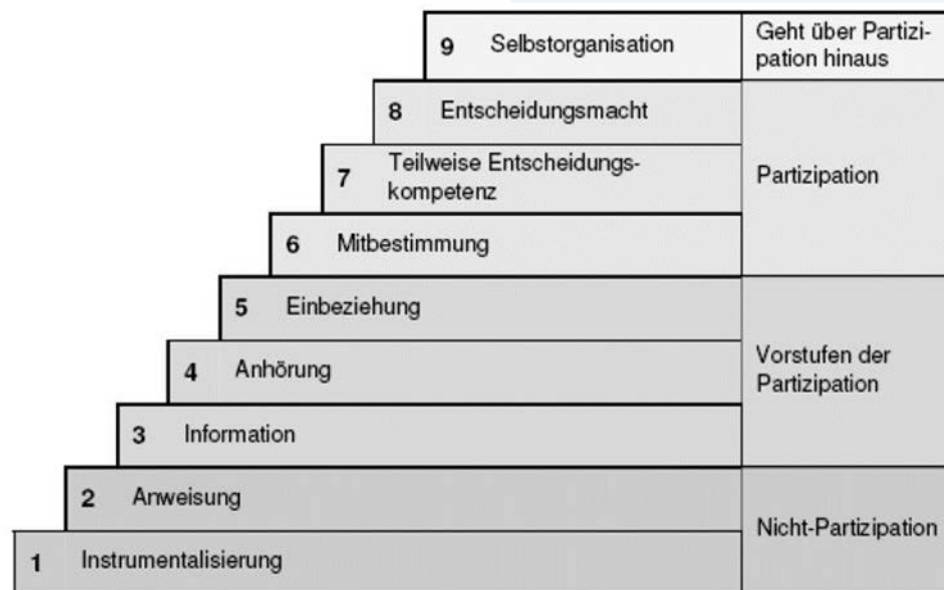 9 Selbstorganisation
Geht über Partizi-
pation hinaus
8 Entscheidungsmacht
7 Teilweise Entscheidungs-
kompetenz
Partizipation
6 Mitbestimmung
5 Einbeziehung
4 Anhörung
Vorstufen der
Partizipation
3 Information
2 Anweisung
Nicht-Partizipation
1 Instrumentalisierung